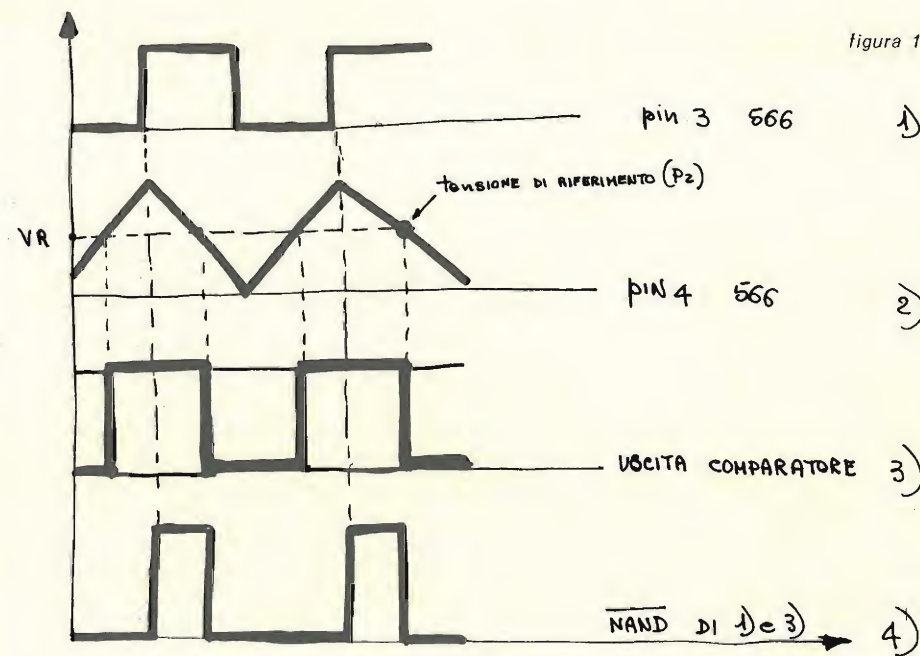 figura 1
pin 3 566 1)
tensione di riferimento (P2)
VR
pin 4 566 2)
uscita comparatore 3)
N̅A̅N̅D̅ DI 1) e 3) 4)